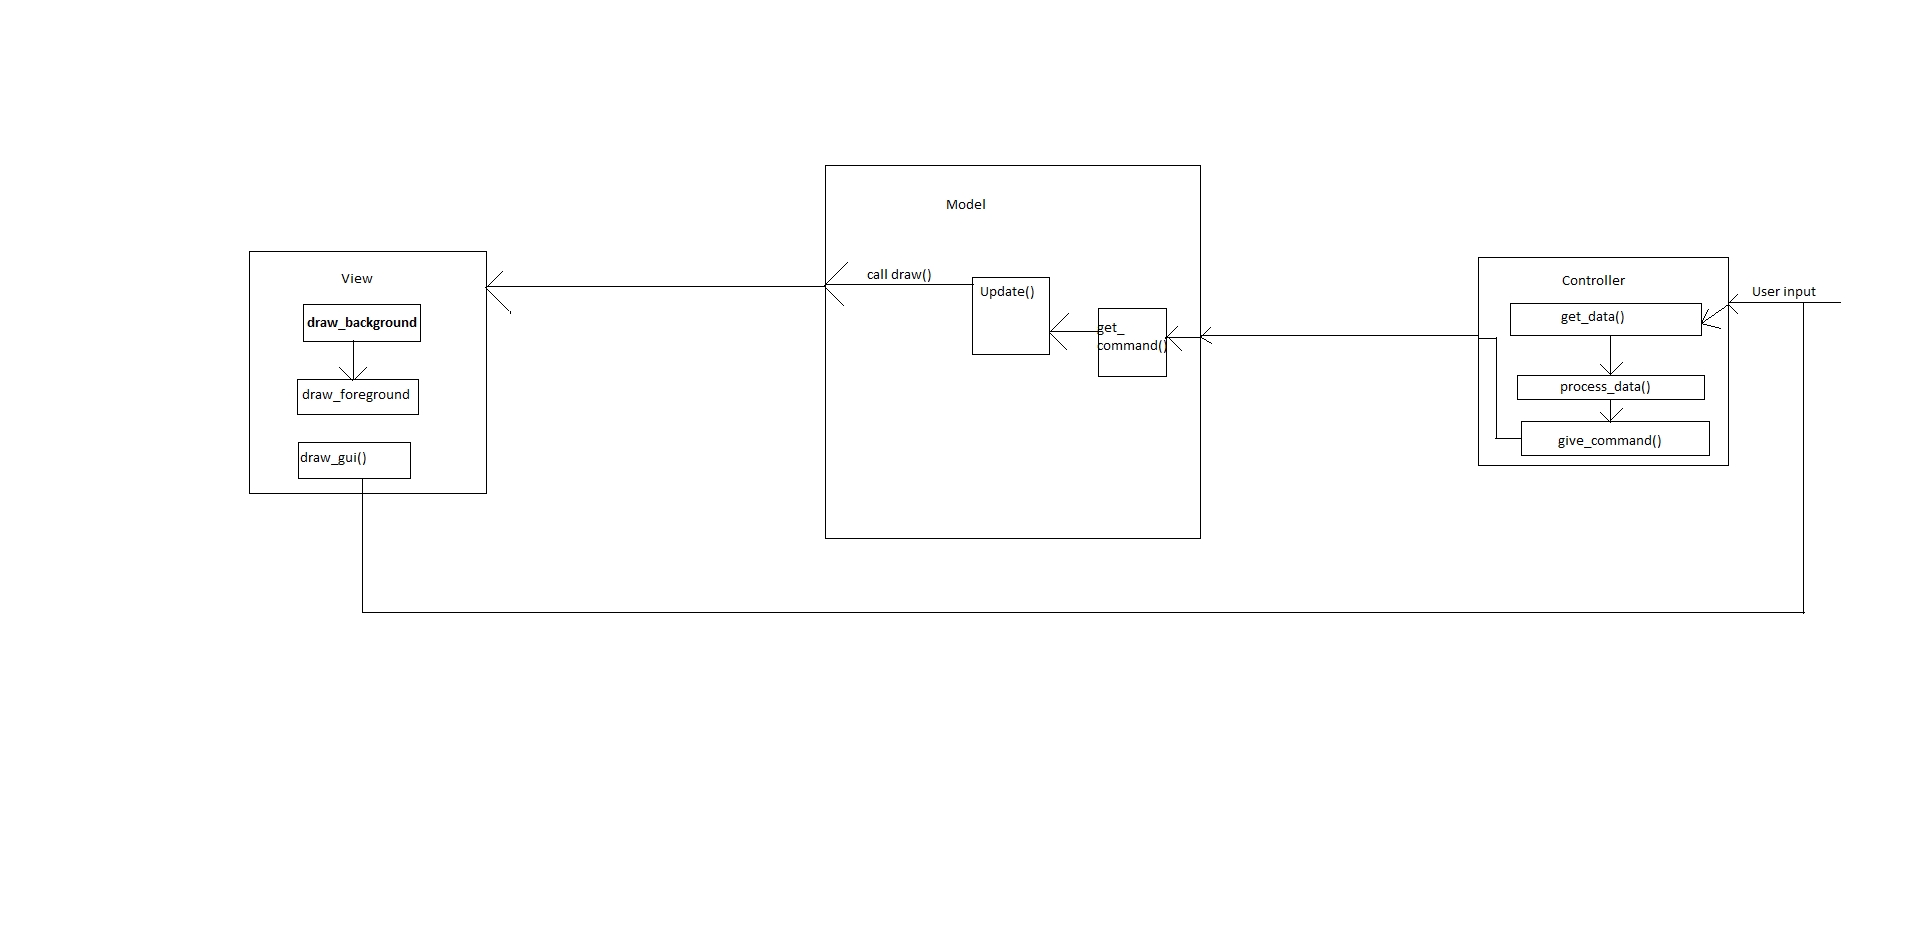 View
draw_background
draw_foreground
draw_gui()
Model
call draw()
Update()
get_
command()
Controller
get_data()
process_data()
give_command()
User input